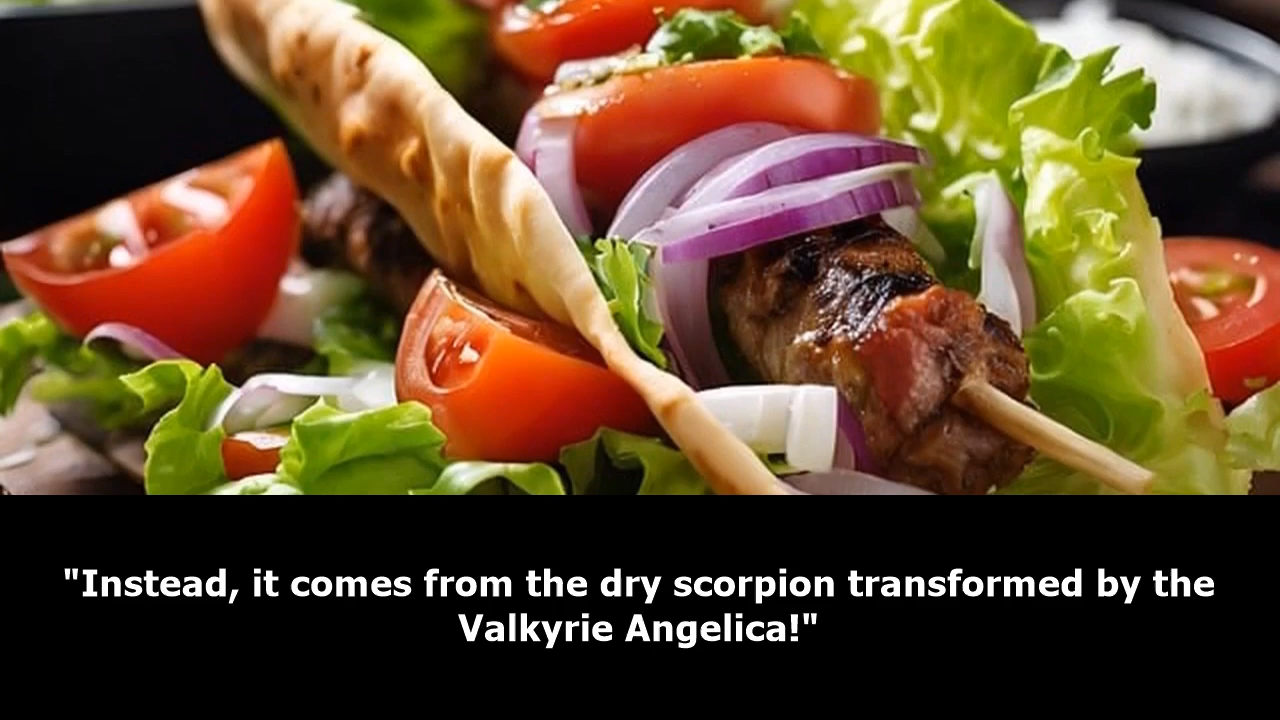 "Instead, it comes from the dry scorpion transformed by the
Valkyrie Angelica!"